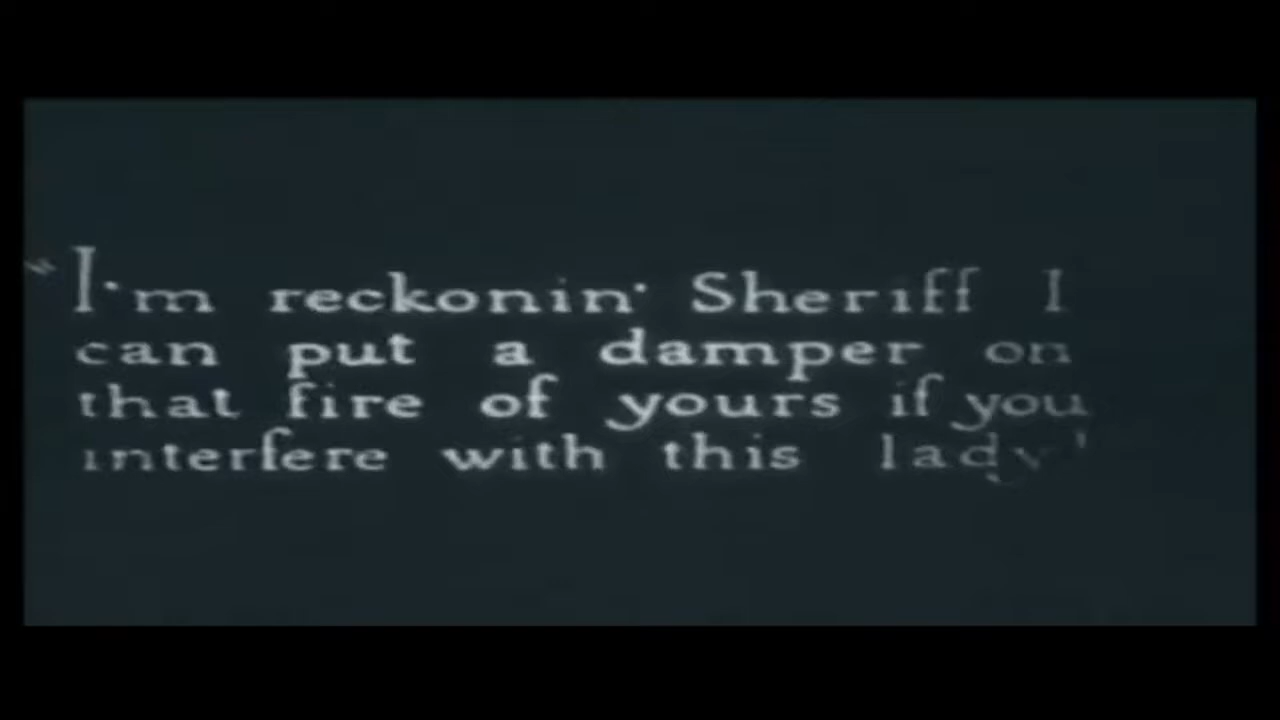 "I'm reckonin' Sheriff I
can put a damper on
that fire of yours if you
interfere with this lady"